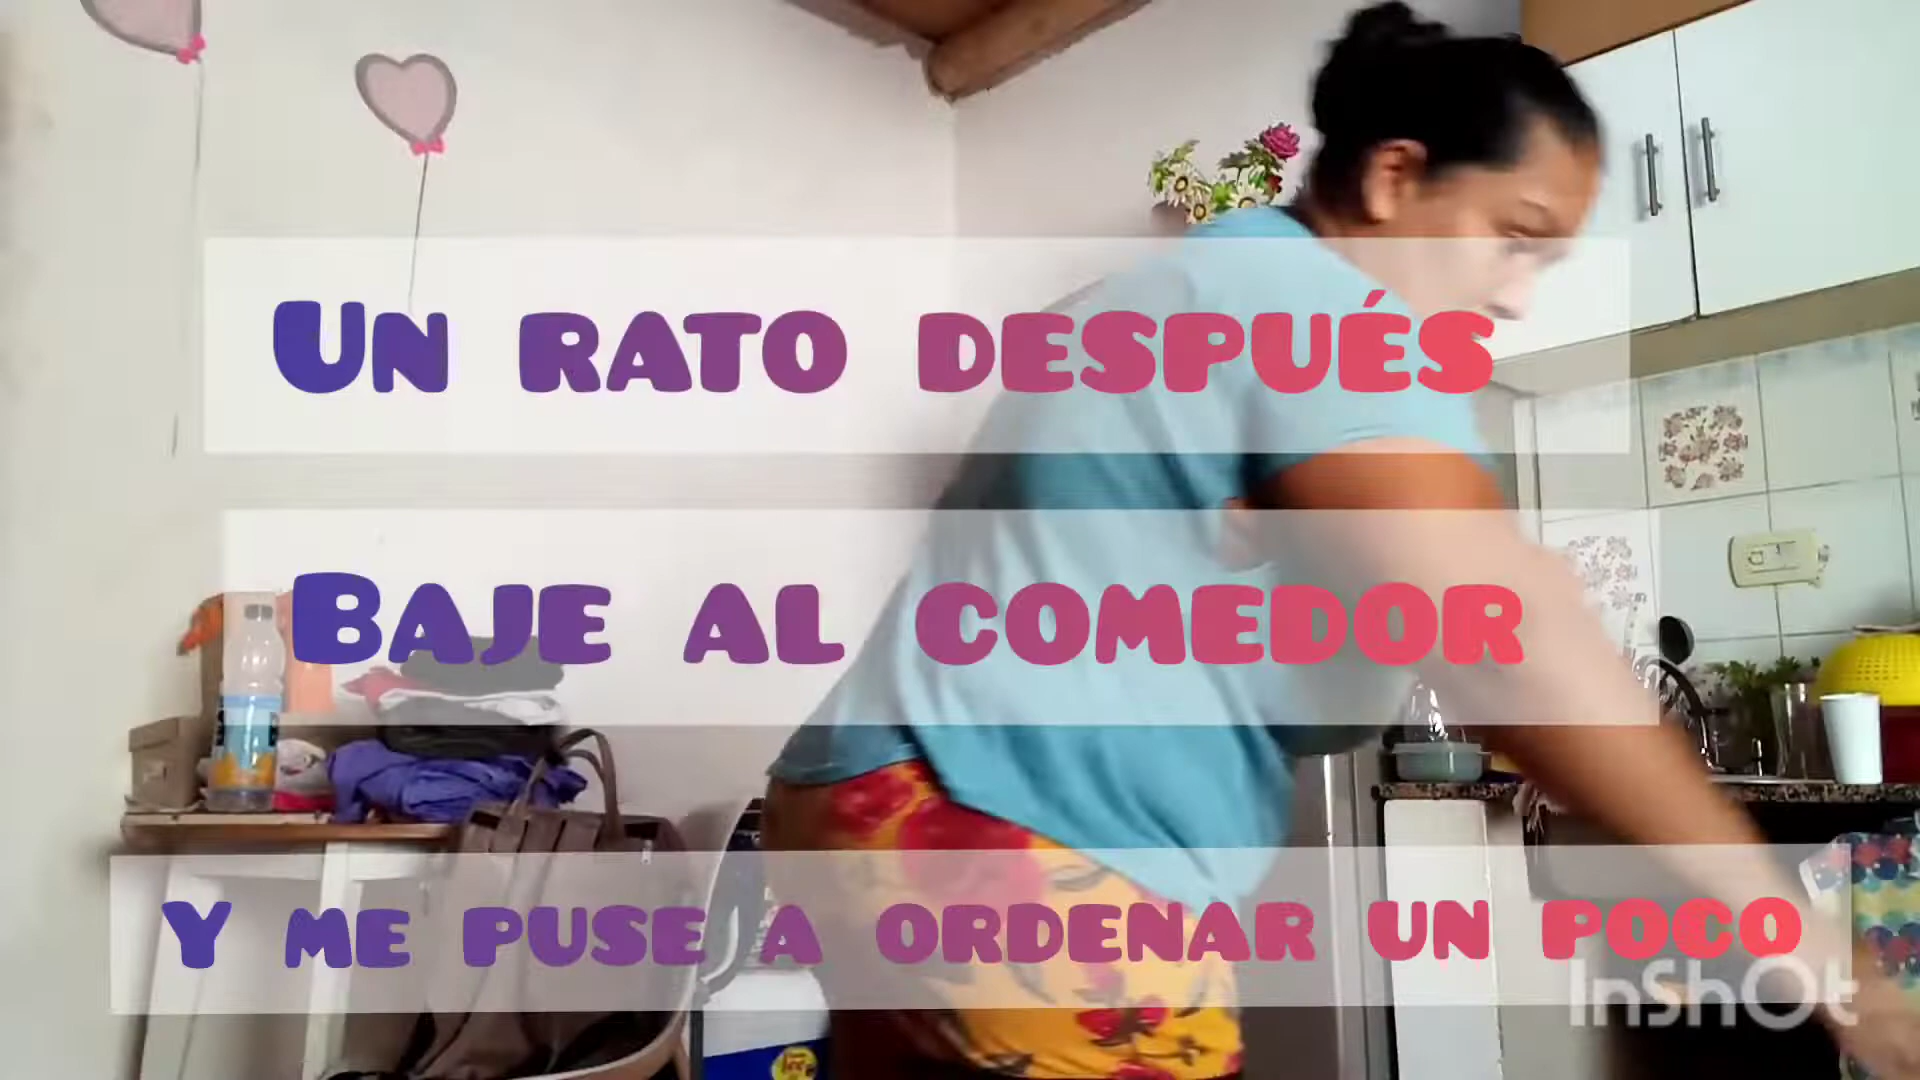 Un rato después
Baje al comedor
Y me puse a ordenar un poco
InShOt